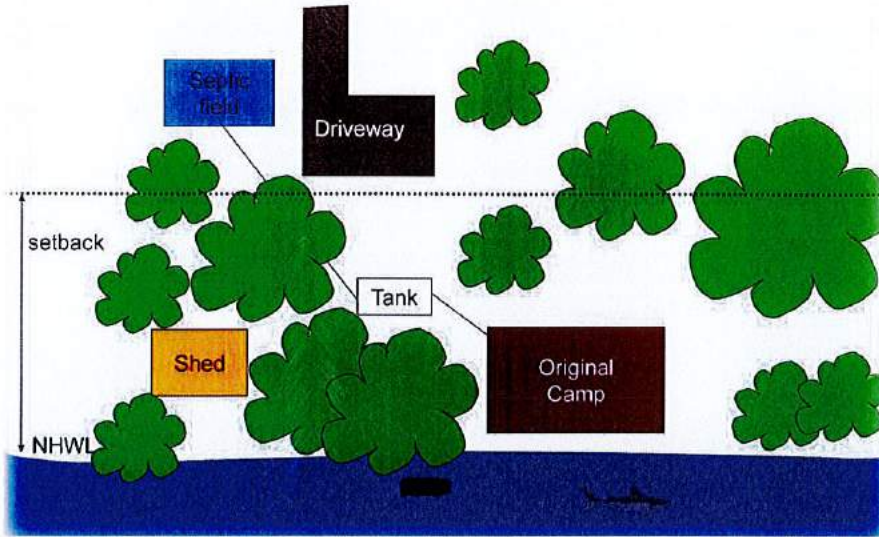 Septic
field
Driveway
setback
Tank
Shed
Original
Camp
NHWL